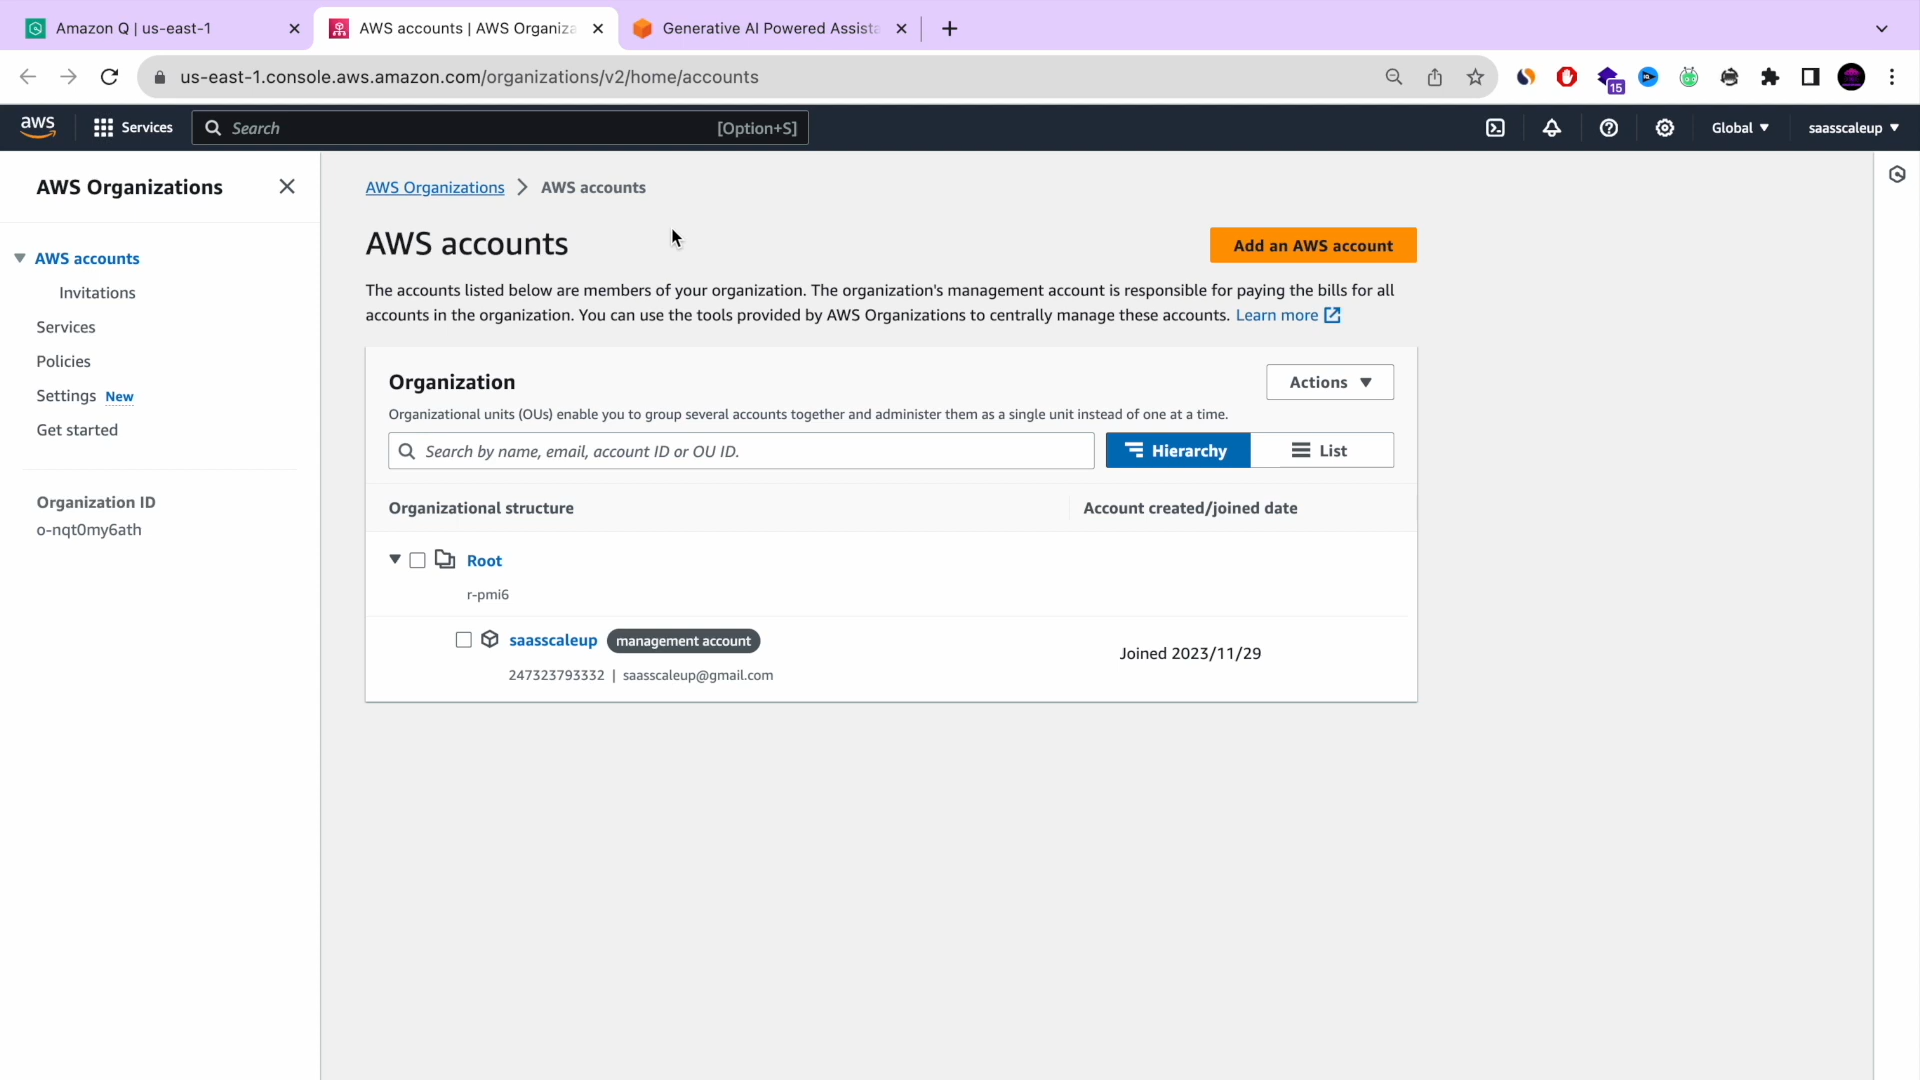 Amazon Q | us-east-1
AWS accounts | AWS Organiza
Generative AI Powered Assista
us-east-1.console.aws.amazon.com/organizations/v2/home/accounts
15
aws
Services
Search
[Option+S]
Global
saasscaleup
AWS Organizations
AWS accounts
Invitations
Services
Policies
Settings New
Get started
Organization ID
o-nqt0my6ath
AWS Organizations > AWS accounts
AWS accounts
Add an AWS account
The accounts listed below are members of your organization. The organization's management account is responsible for paying the bills for all
accounts in the organization. You can use the tools provided by AWS Organizations to centrally manage these accounts. Learn more
Organization
Actions
Organizational units (OUs) enable you to group several accounts together and administer them as a single unit instead of one at a time.
Search by name, email, account ID or OU ID.
Hierarchy
List
Organizational structure
Account created/joined date
Root
r-pmi6
saasscaleup management account
Joined 2023/11/29
247323793332 | saasscaleup@gmail.com